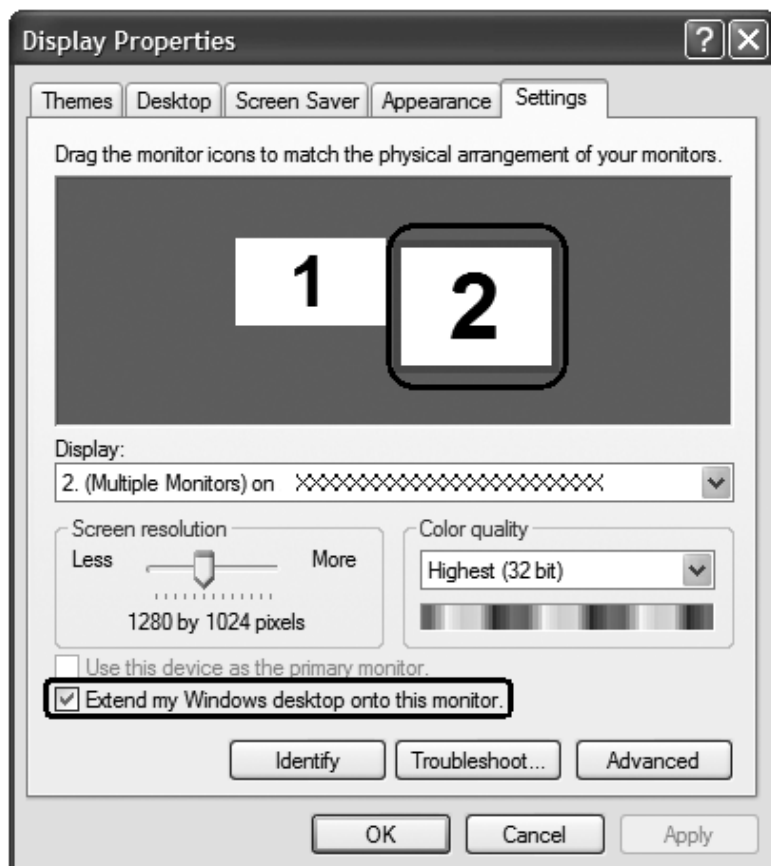 Display Properties
Themes Desktop Screen Saver Appearance Settings
Drag the monitor icons to match the physical arrangement of your monitors.
1 2
Display:
2. (Multiple Monitors) on XXXXXXXXXXXXXXXXXXXXXXXXX
Screen resolution Color quality
Less More Highest (32 bit)
1280 by 1024 pixels
Use this device as the primary monitor.
Extend my Windows desktop onto this monitor.
Identify Troubleshoot... Advanced
OK Cancel Apply